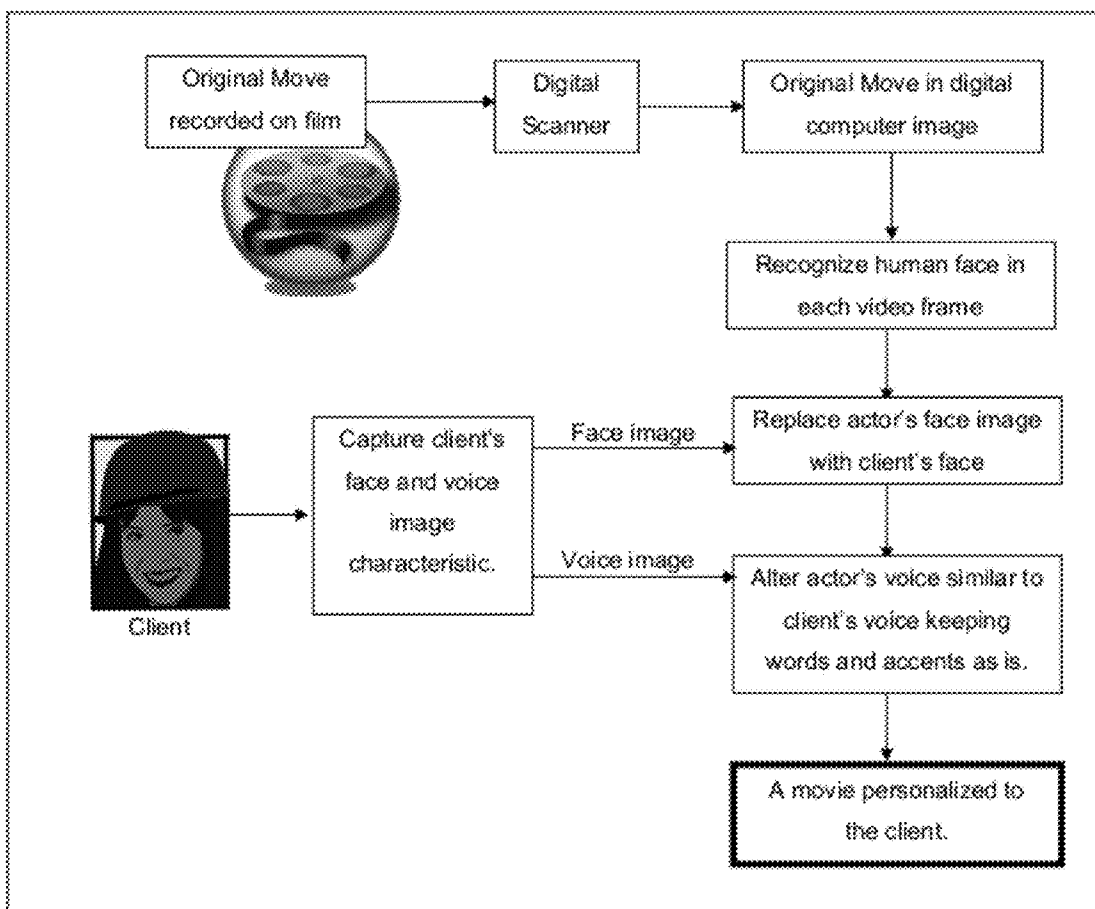 Original Move
recorded on film
Digital
Scanner
Original Move in digital
computer image
Recognize human face in
each video frame
Replace actor's face image
with client's face
Capture client's
face and voice
image
characteristic.
Face image
Voice image
Client
Alter actor's voice similar to
client's voice keeping
words and accents as is.
A movie personalized to
the client.